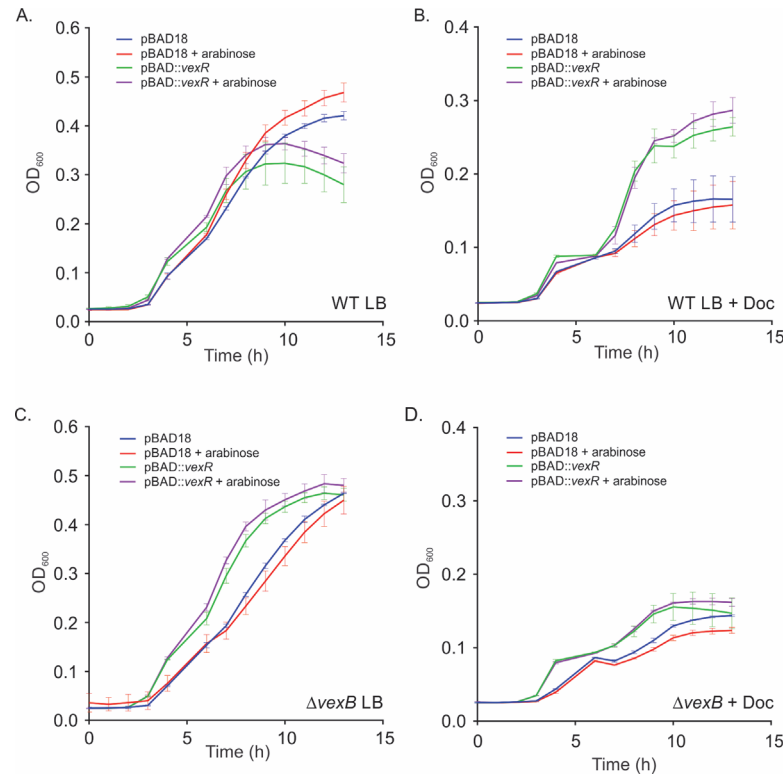 A.
pBAD18
pBAD18 + arabinose
pBAD::vexR
pBAD::vexR + arabinose
0.6
0.5
0.4
0.3
0.2
0.1
0.0
OD600
WT LB
0 5 10 15
Time (h)
B.
pBAD18
pBAD18 + arabinose
pBAD::vexR
pBAD::vexR + arabinose
0.4
0.3
0.2
0.1
0.0
OD600
WT LB + Doc
0 5 10 15
Time (h)
C.
pBAD18
pBAD18 + arabinose
pBAD::vexR
pBAD::vexR + arabinose
0.6
0.5
0.4
0.3
0.2
0.1
0.0
OD600
ΔvexB LB
0 5 10 15
Time (h)
D.
pBAD18
pBAD18 + arabinose
pBAD::vexR
pBAD::vexR + arabinose
0.4
0.3
0.2
0.1
0.0
OD600
ΔvexB + Doc
0 5 10 15
Time (h)